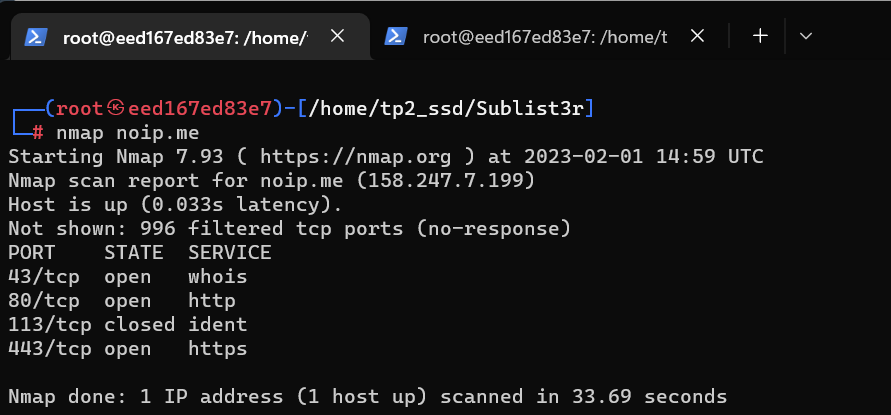 root@eed167ed83e7: /home/
root@eed167ed83e7: /home/t
┌──(root㉿eed167ed83e7)-[/home/tp2_ssd/Sublist3r]
└─# nmap noip.me
Starting Nmap 7.93 ( https://nmap.org ) at 2023-02-01 14:59 UTC
Nmap scan report for noip.me (158.247.7.199)
Host is up (0.033s latency).
Not shown: 996 filtered tcp ports (no-response)
PORT    STATE  SERVICE
43/tcp  open   whois
80/tcp  open   http
113/tcp closed ident
443/tcp open   https
Nmap done: 1 IP address (1 host up) scanned in 33.69 seconds